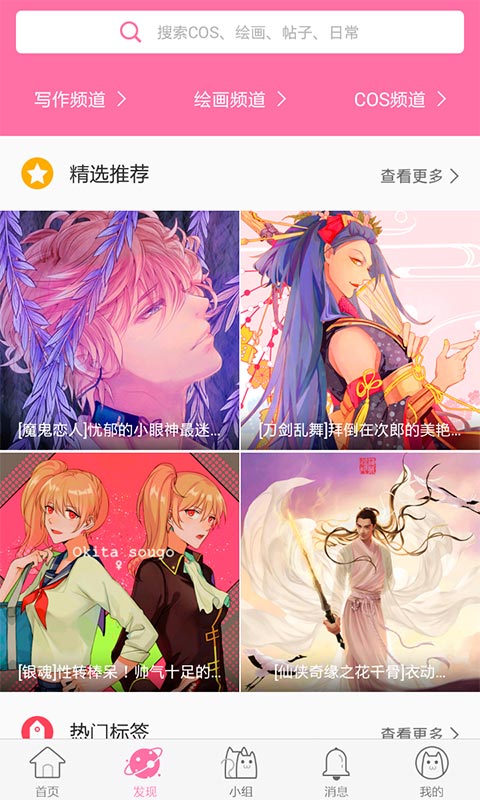 搜索COS、绘画、帖子、日常
写作频道
绘画频道
COS频道
精选推荐
查看更多
[魔鬼恋人]忧郁的小眼神最迷...
[刀剑乱舞]拜倒在次郎的美艳...
Okita sougo
♀
[银魂]性转棒呆！帅气十足的...
[仙侠奇缘之花千骨]衣动...
热门标签
查看更多
首页
发现
小组
消息
我的